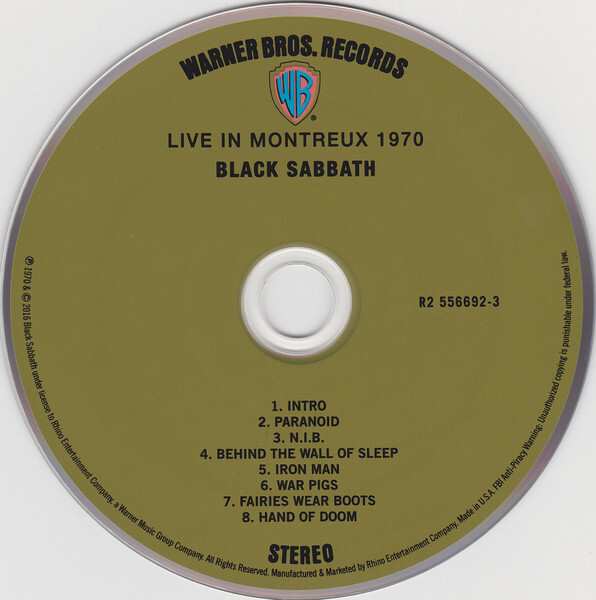 WARNER BROS. RECORDS
WB
®
LIVE IN MONTREUX 1970
BLACK SABBATH
R2 556692-3
1. INTRO
2. PARANOID
3. N.I.B.
4. BEHIND THE WALL OF SLEEP
5. IRON MAN
6. WAR PIGS
7. FAIRIES WEAR BOOTS
8. HAND OF DOOM
STEREO
℗ 1970 & © 2016 Black Sabbath under license to Rhino Entertainment Company, a Warner Music Group Company. All Rights Reserved. Manufactured & Marketed by Rhino Entertainment Company. Made in U.S.A. FBI Anti-Piracy Warning: Unauthorized copying is punishable under federal law.